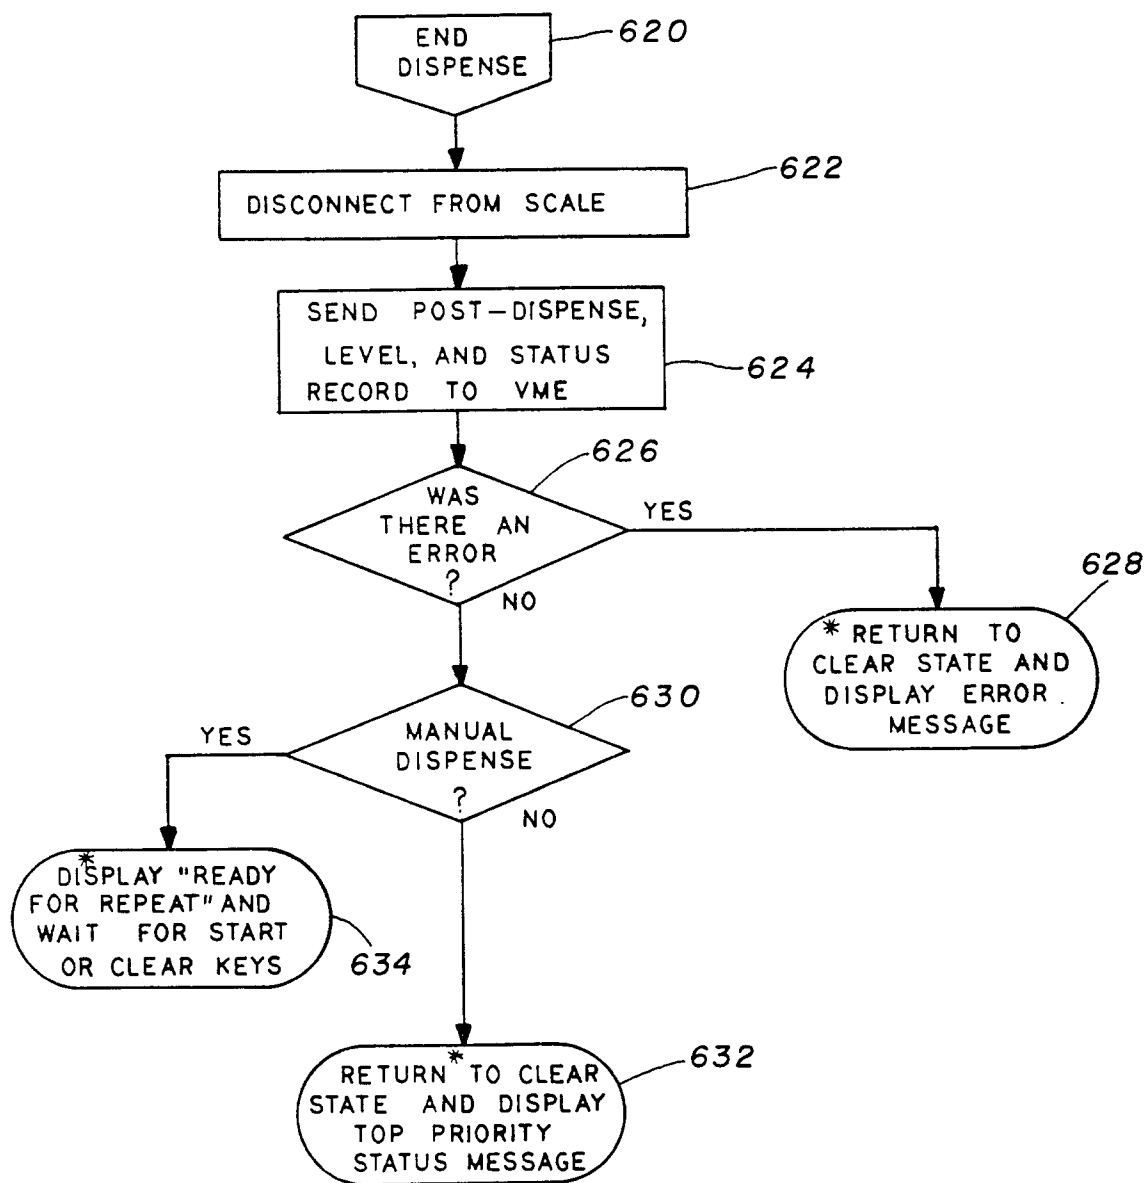 END
DISPENSE
620
622
DISCONNECT FROM SCALE
SEND POST-DISPENSE,
LEVEL, AND STATUS
RECORD TO VME
624
626
WAS
THERE AN
ERROR
?
YES
NO
628
* RETURN TO
CLEAR STATE AND
DISPLAY ERROR
MESSAGE
630
MANUAL
DISPENSE
?
YES
NO
*
DISPLAY "READY
FOR REPEAT" AND
WAIT FOR START
OR CLEAR KEYS
634
632
RETURN * TO CLEAR
STATE AND DISPLAY
TOP PRIORITY
STATUS MESSAGE